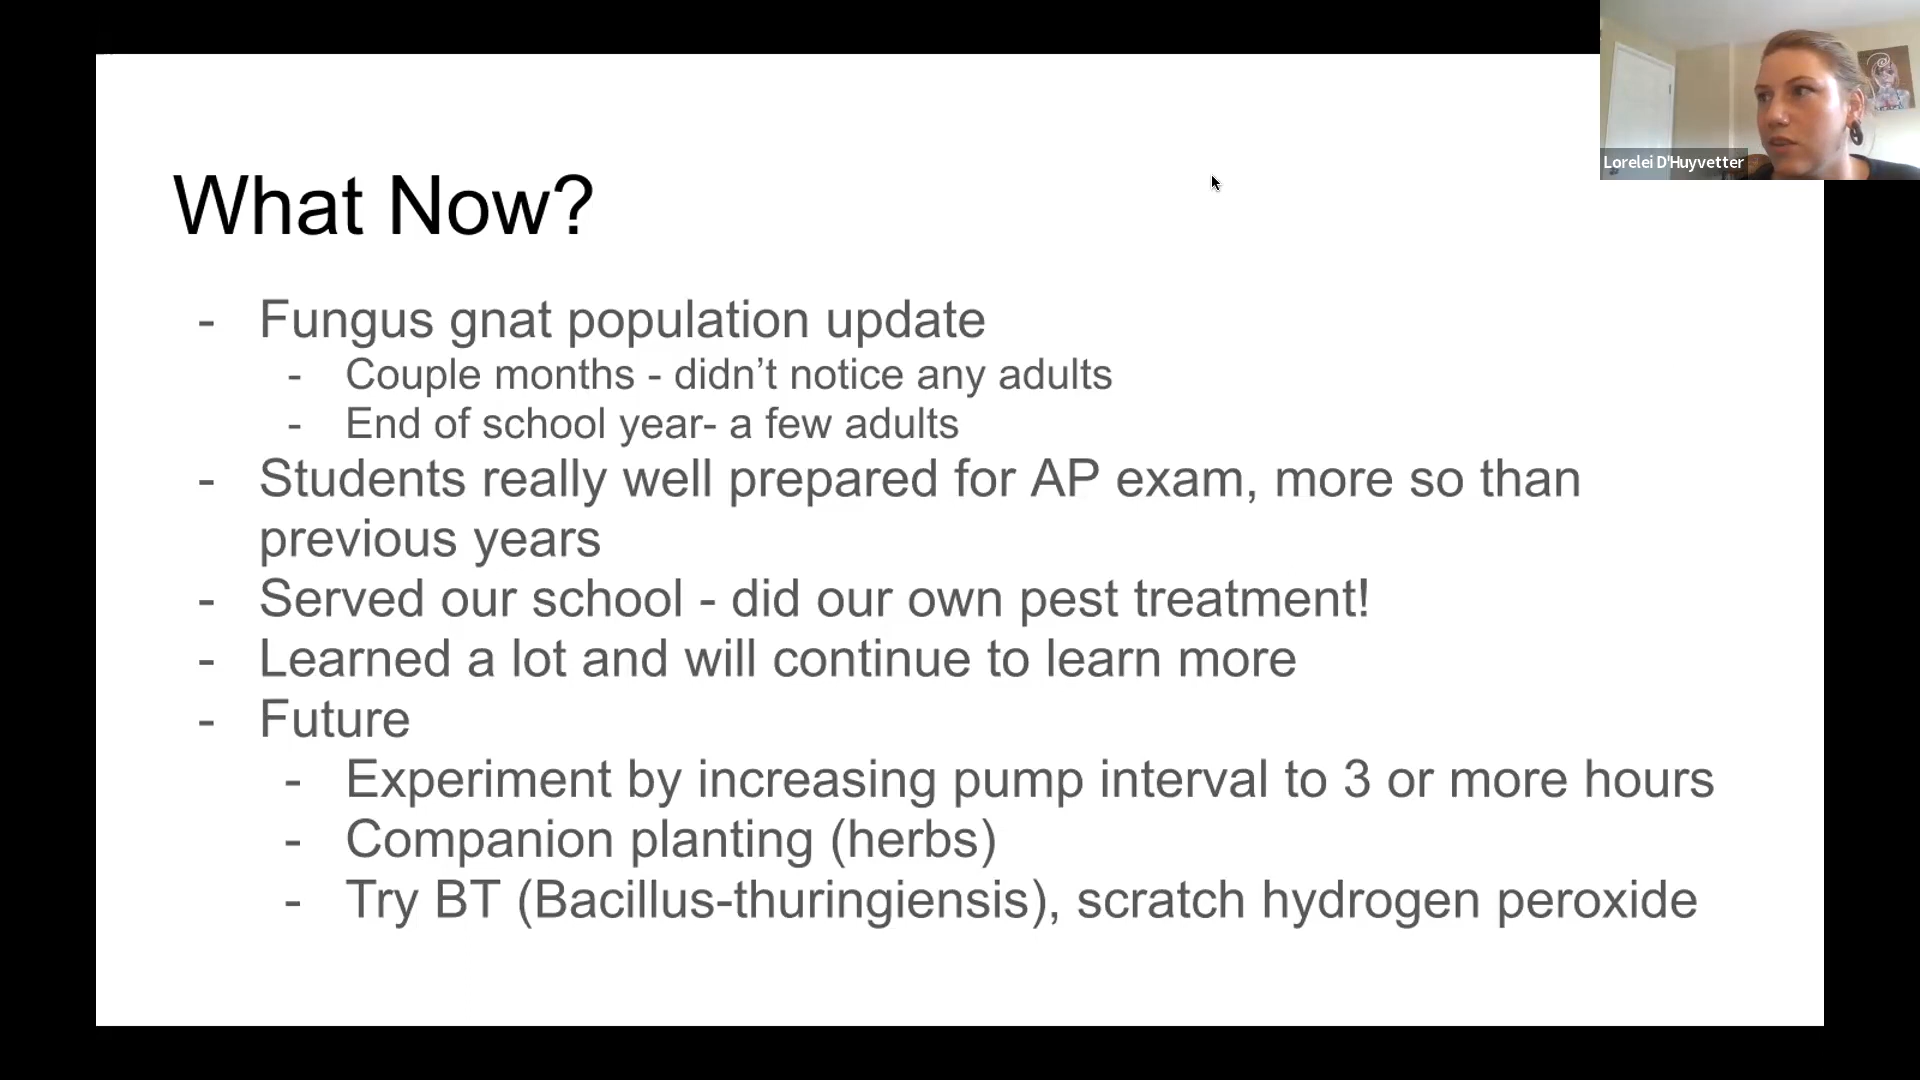 Lorelei D'Huyvetter
What Now?
- Fungus gnat population update
- Couple months - didn’t notice any adults
- End of school year- a few adults
- Students really well prepared for AP exam, more so than
previous years
- Served our school - did our own pest treatment!
- Learned a lot and will continue to learn more
- Future
- Experiment by increasing pump interval to 3 or more hours
- Companion planting (herbs)
- Try BT (Bacillus-thuringiensis), scratch hydrogen peroxide